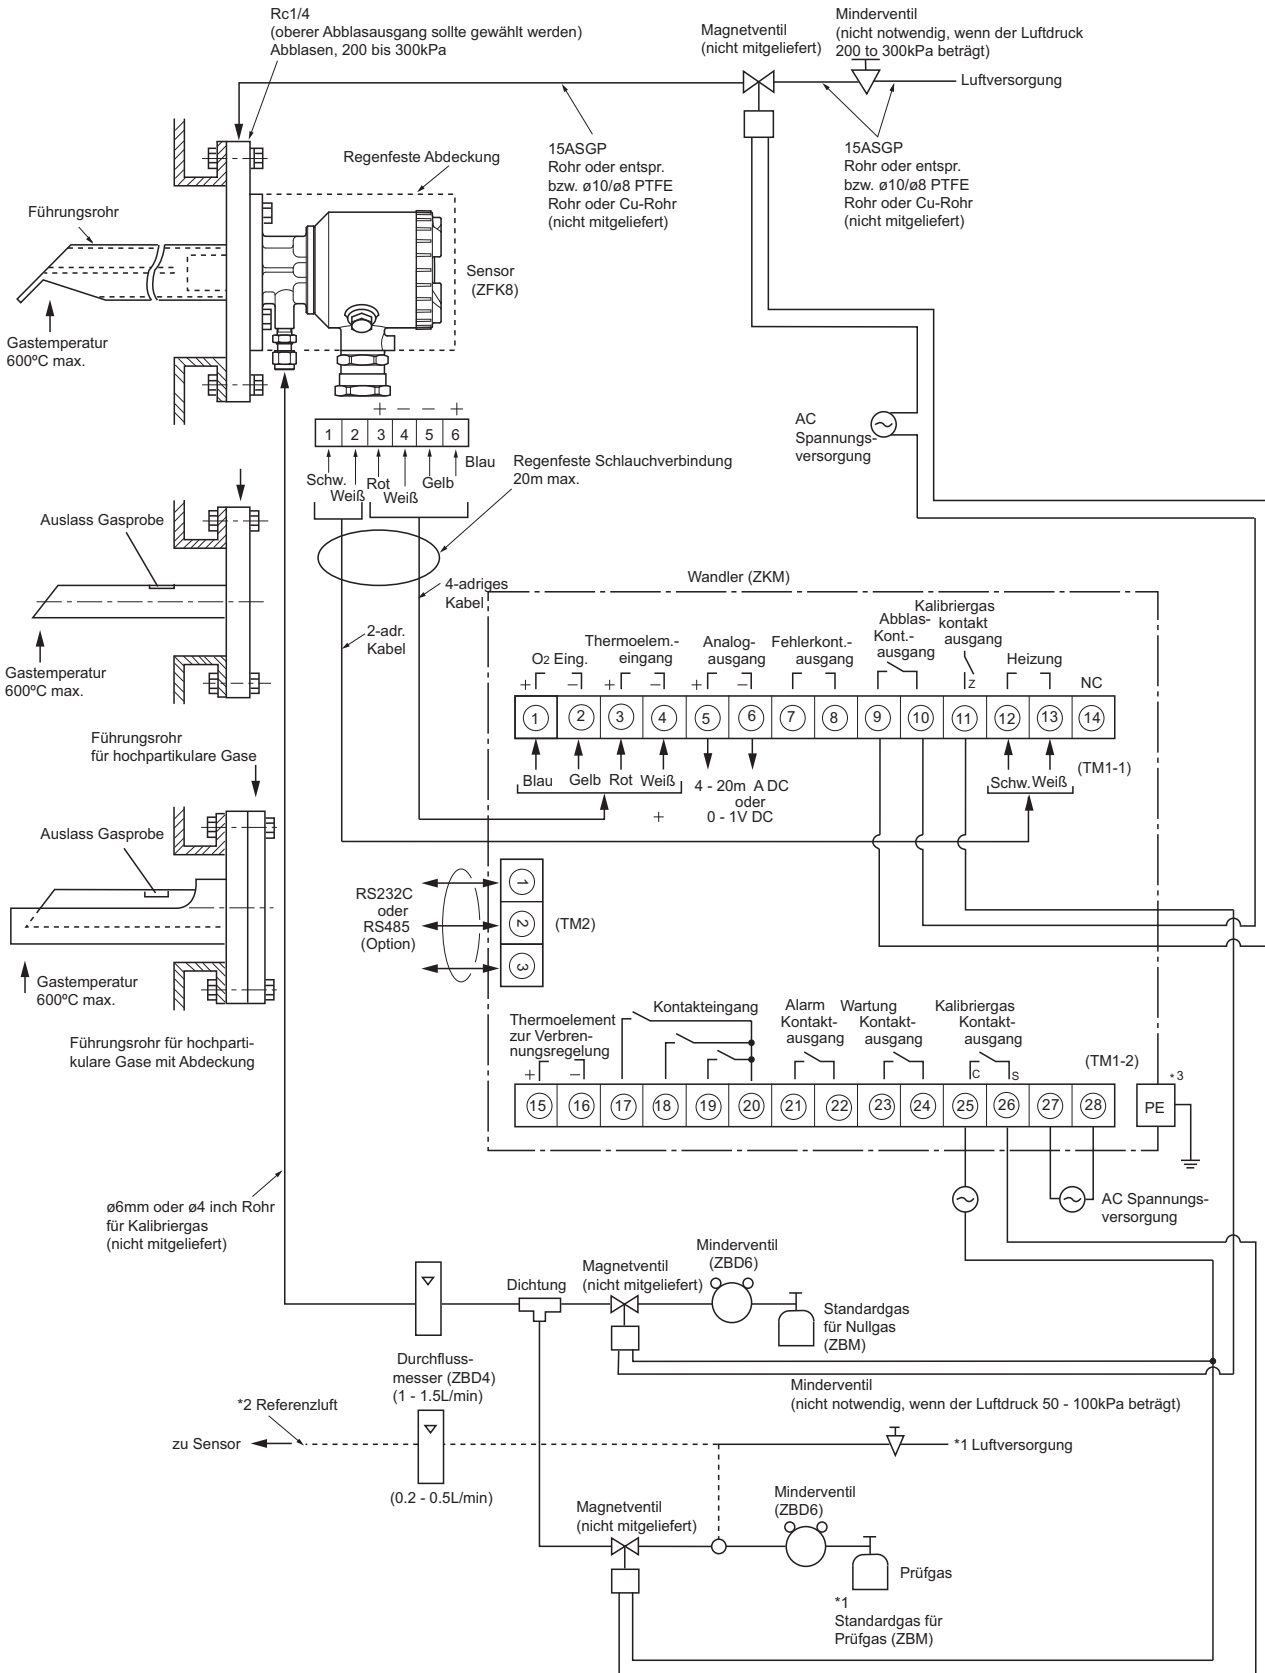 Rc1/4
(oberer Abblasausgang sollte gewählt werden)
Abblasen, 200 bis 300kPa
Magnetventil
(nicht mitgeliefert)
Minderventil
(nicht notwendig, wenn der Luftdruck
200 to 300kPa beträgt)
Luftversorgung
15ASGP
Rohr oder entspr.
bzw. ø10/ø8 PTFE
Rohr oder Cu-Rohr
(nicht mitgeliefert)
15ASGP
Rohr oder entspr.
bzw. ø10/ø8 PTFE
Rohr oder Cu-Rohr
(nicht mitgeliefert)
Regenfeste Abdeckung
Führungsrohr
Sensor
(ZFK8)
Gastemperatur
600ºC max.
+ − − +
1 2 3 4 5 6
Schw.
Weiß
Rot
Weiß
Gelb
Blau
Regenfeste Schlauchverbindung
20m max.
AC
Spannungs-
versorgung
Auslass Gasprobe
4-adriges
Kabel
2-adr.
Kabel
Gastemperatur
600ºC max.
Führungsrohr
für hochpartikulare Gase
Auslass Gasprobe
Gastemperatur
600ºC max.
Führungsrohr für hochparti-
kulare Gase mit Abdeckung
Wandler (ZKM)
O2 Eing.
Thermoelem.-
eingang
Analog-
ausgang
Fehlerkont.-
ausgang
Abblas-
Kont.-
ausgang
Kalibriergas
kontakt
ausgang
Heizung
NC
+ − + − + −
Z
1 2 3 4 5 6 7 8 9 10 11 12 13 14
Blau
Gelb
Rot
Weiß
4 - 20m A DC
oder
0 - 1V DC
+
Schw.
Weiß
(TM1-1)
RS232C
oder
RS485
(Option)
1
2
3
(TM2)
Thermoelement
zur Verbren-
nungsregelung
Kontakteingang
Alarm
Kontakt-
ausgang
Wartung
Kontakt-
ausgang
Kalibriergas
Kontakt-
ausgang
(TM1-2)
+ −
C S
15 16 17 18 19 20 21 22 23 24 25 26 27 28
*3
PE
AC Spannungs-
versorgung
ø6mm oder ø4 inch Rohr
für Kalibriergas
(nicht mitgeliefert)
Dichtung
Magnetventil
(nicht mitgeliefert)
Minderventil
(ZBD6)
Standardgas
für Nullgas
(ZBM)
Durchfluss-
messer (ZBD4)
(1 - 1.5L/min)
Minderventil
(nicht notwendig, wenn der Luftdruck 50 - 100kPa beträgt)
*2 Referenzluft
zu Sensor
*1 Luftversorgung
(0.2 - 0.5L/min)
Magnetventil
(nicht mitgeliefert)
Minderventil
(ZBD6)
Prüfgas
*1
Standardgas für
Prüfgas (ZBM)